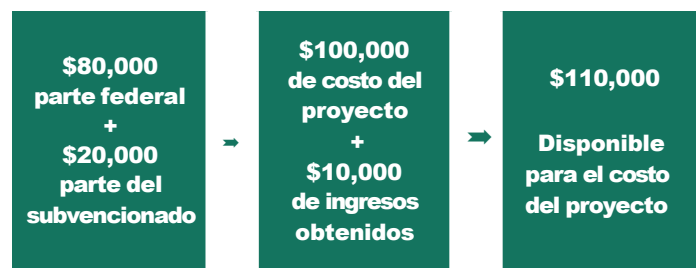 $80,000
parte federal
+
$20,000
parte del
subvencionado
$100,000
de costo del
proyecto
+
$10,000
de ingresos
obtenidos
$110,000
Disponible
para el costo
del proyecto